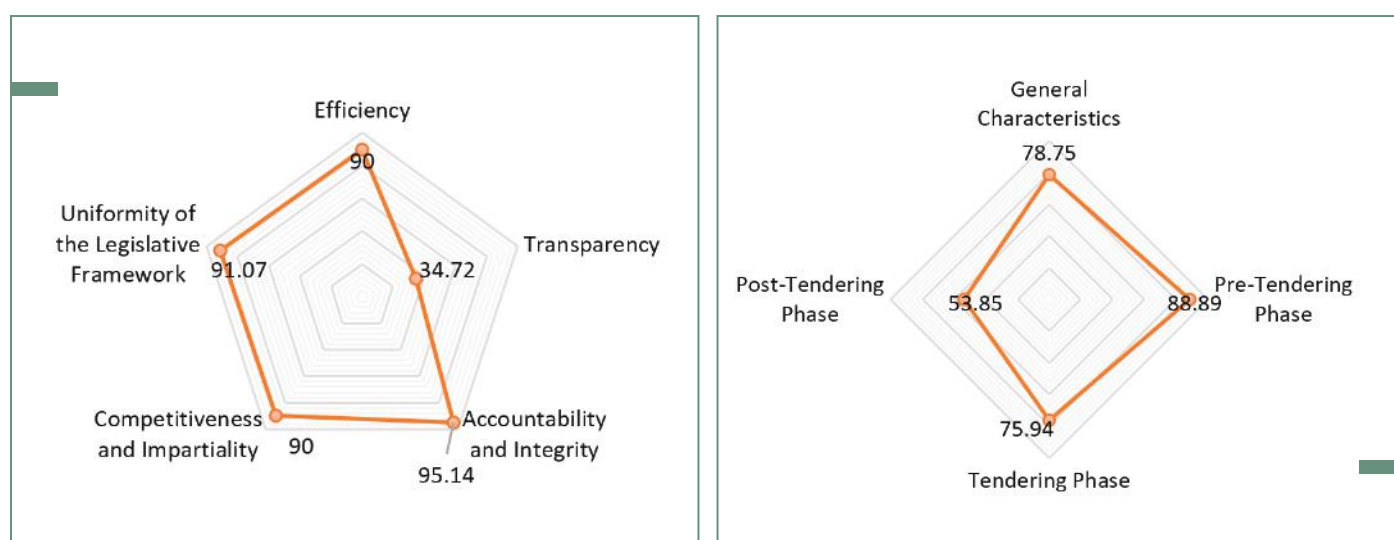 Efficiency
90
Uniformity of
the Legislative
Framework
91.07
Transparency
34.72
Competitiveness
and Impartiality
90
Accountability
and Integrity
95.14
General
Characteristics
78.75
Post-Tendering
Phase
53.85
Pre-Tendering
Phase
88.89
75.94
Tendering Phase